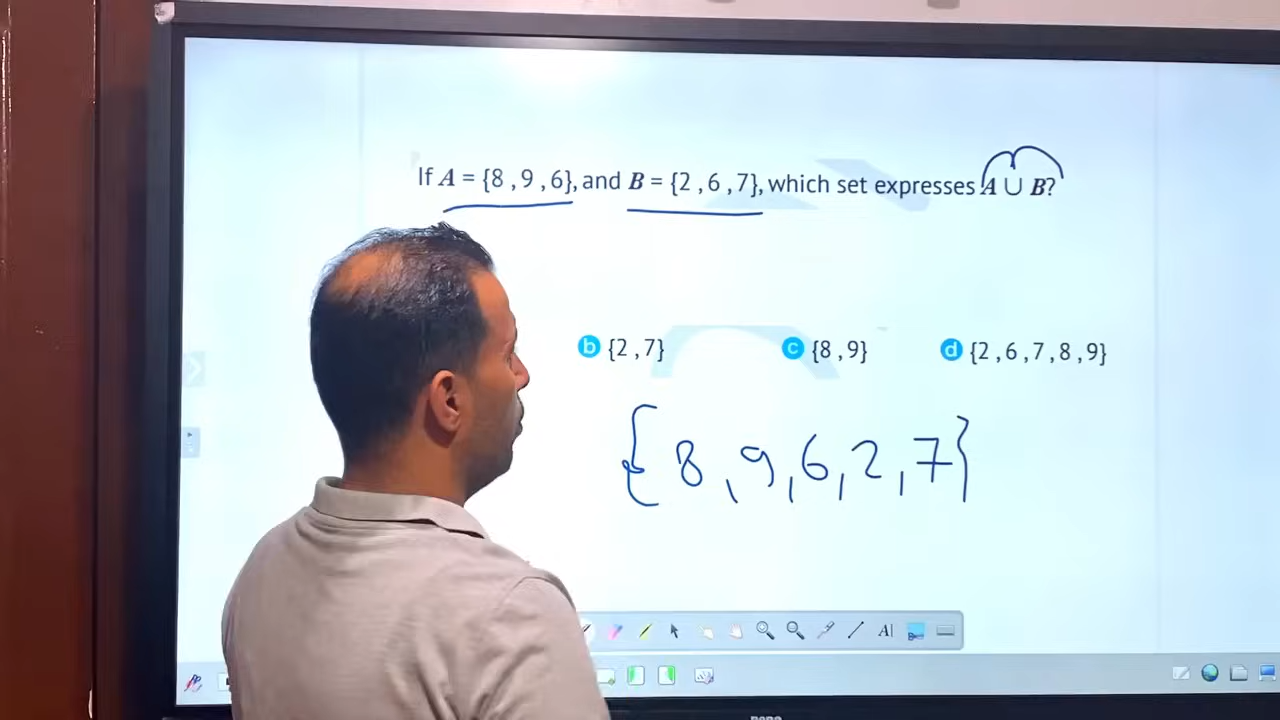 If A = {8 , 9 , 6}, and B = {2 , 6 , 7}, which set expresses A ∪ B?
b {2 , 7} c {8 , 9} d {2 , 6 , 7 , 8 , 9}
{8 , 9 , 6 , 2 , 7}
A